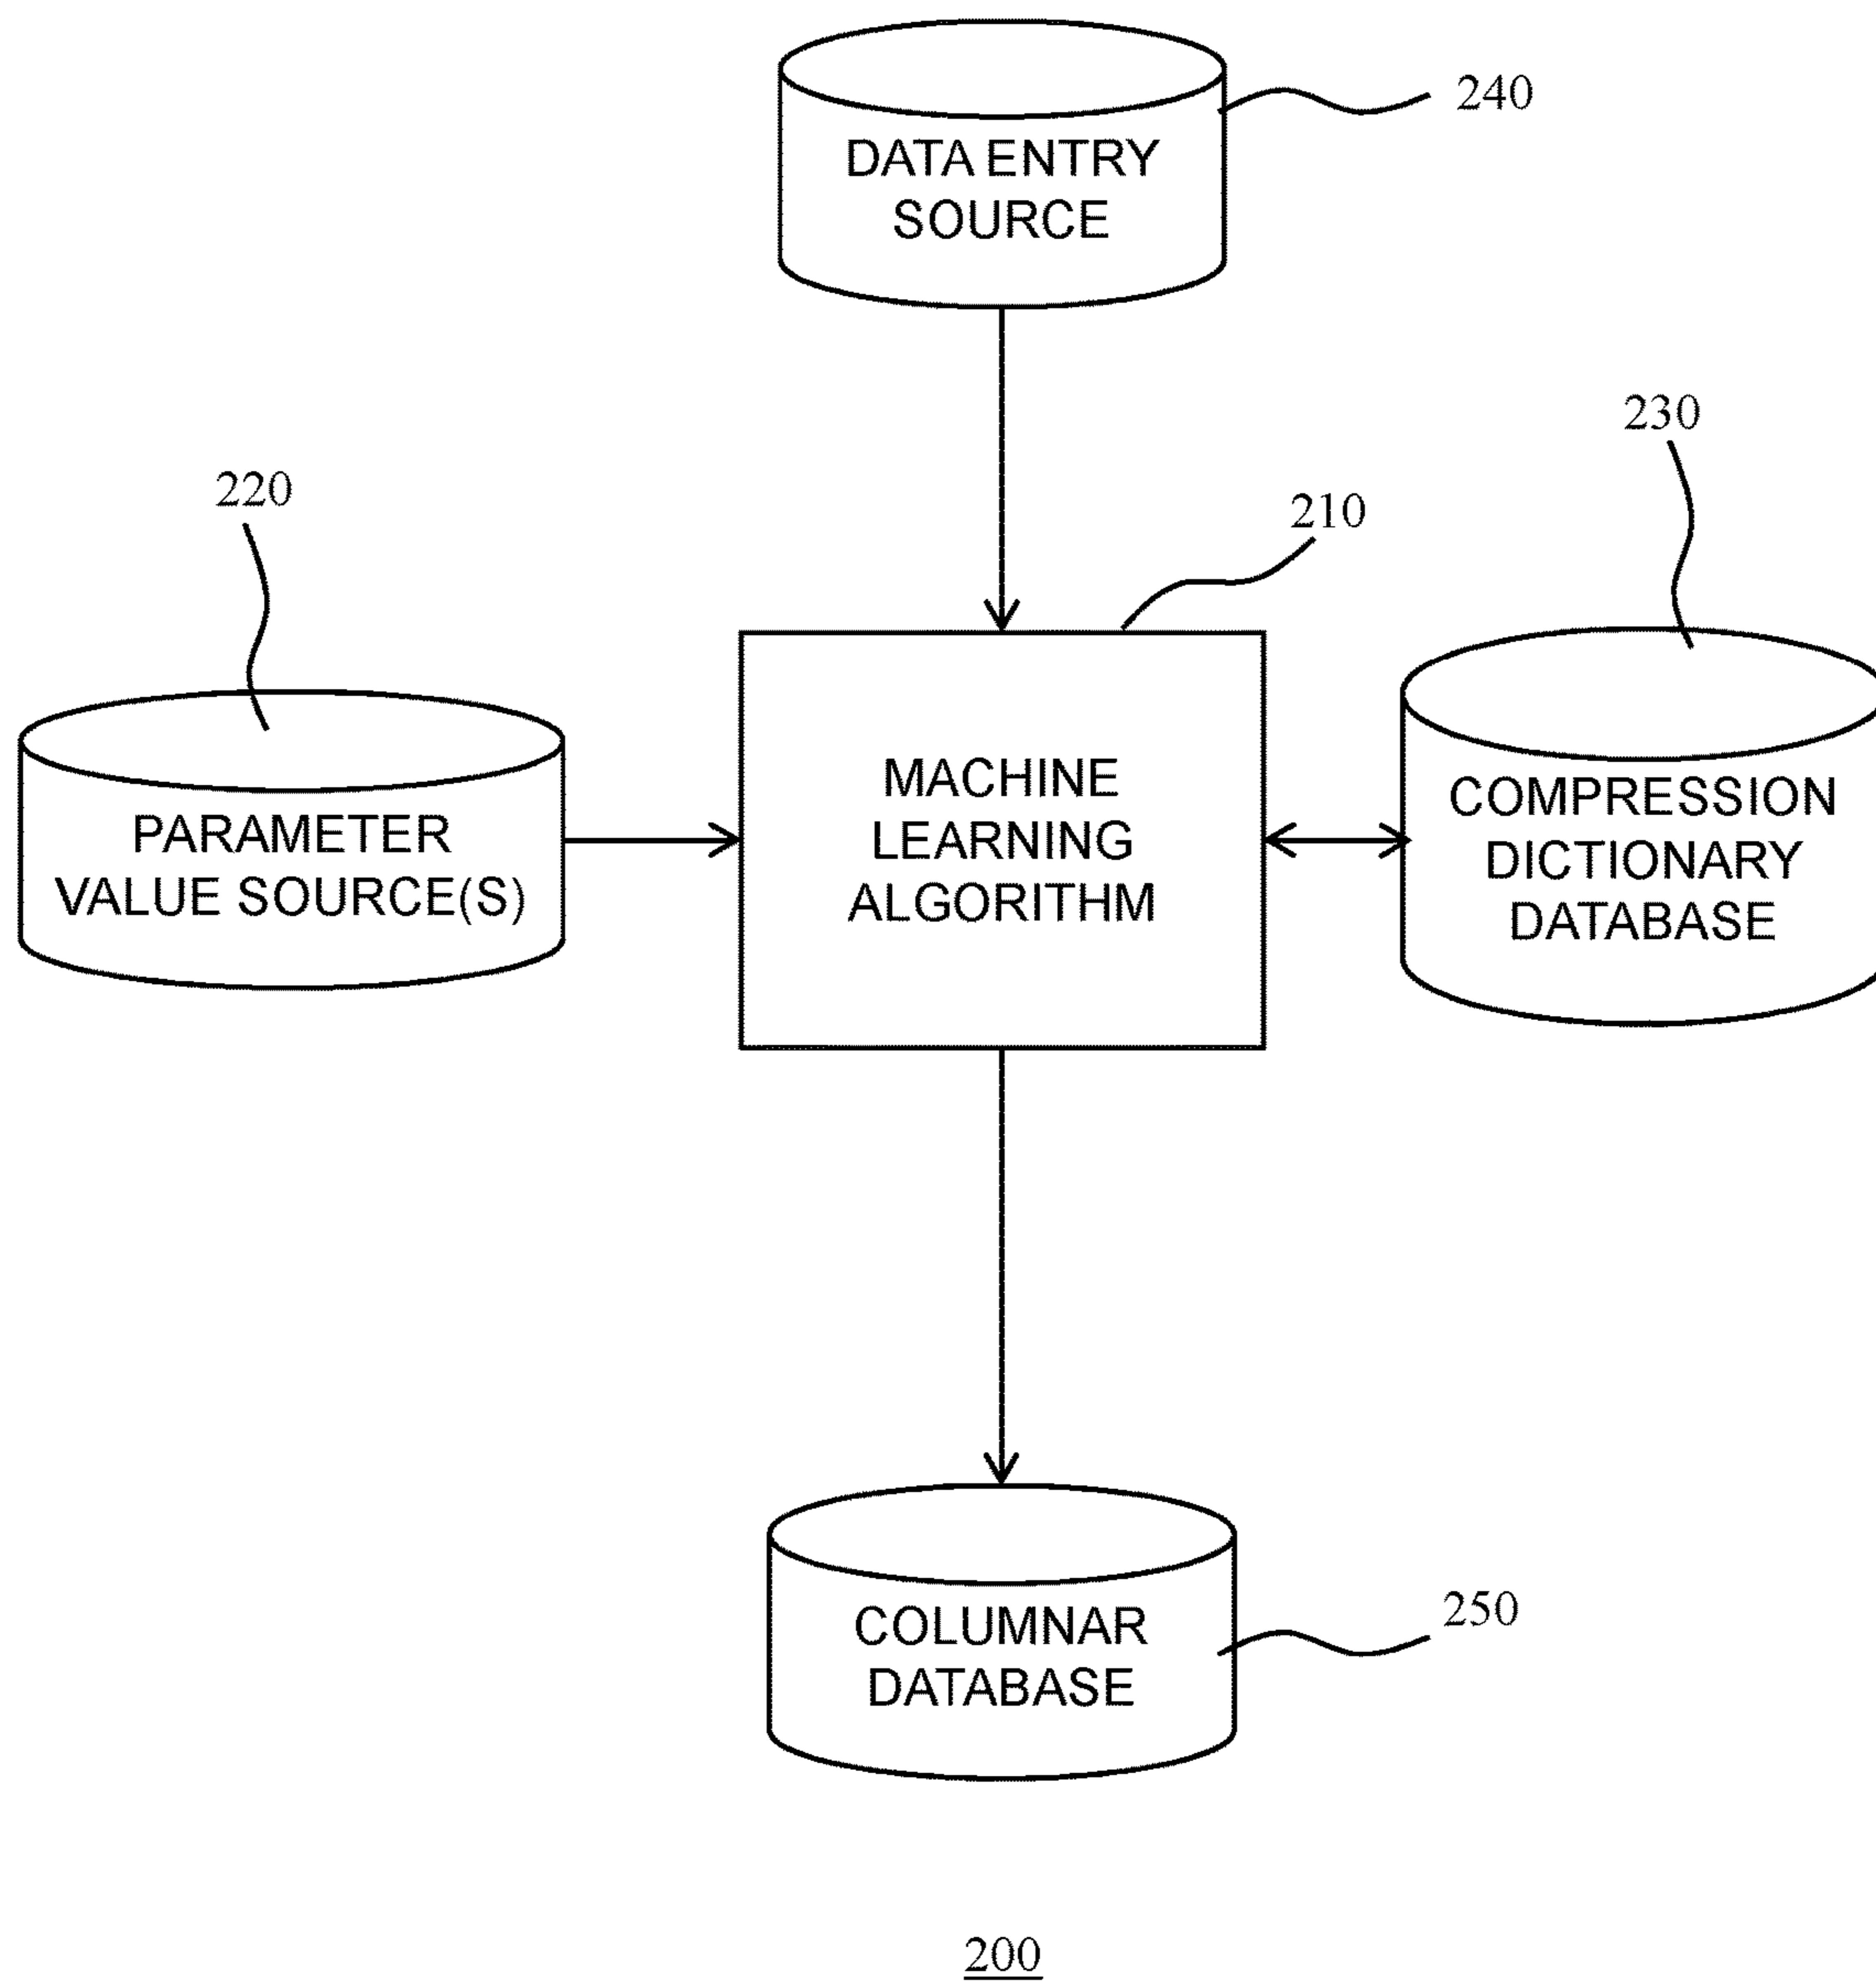 240
DATA ENTRY
SOURCE
230
220
210
MACHINE
LEARNING
ALGORITHM
COMPRESSION
DICTIONARY
DATABASE
PARAMETER
VALUE SOURCE(S)
COLUMNAR
DATABASE
250
200